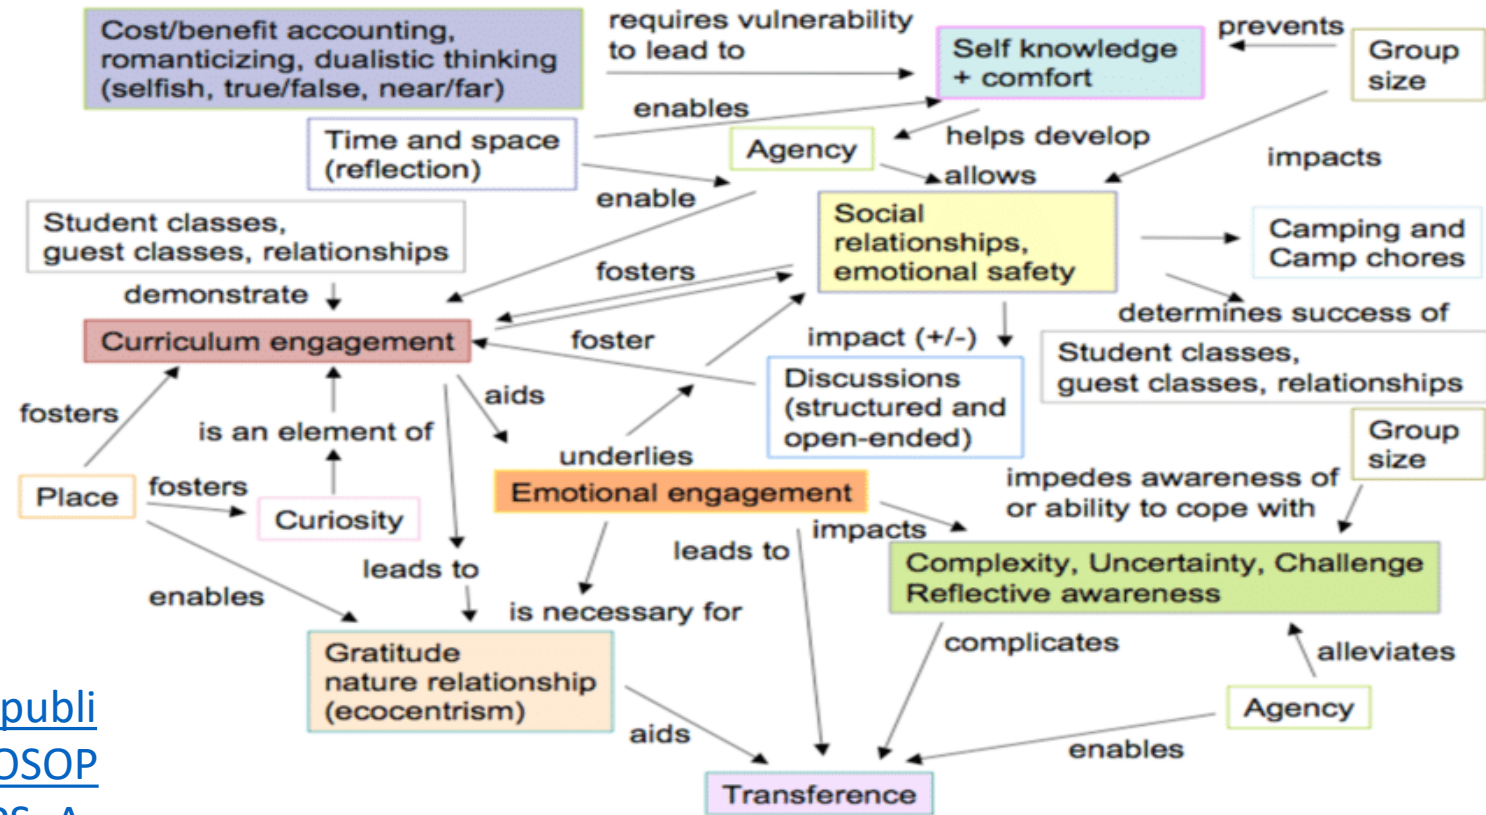 Cost/benefit accounting,
romanticizing, dualistic thinking
(selfish, true/false, near/far)
requires vulnerability
to lead to
Self knowledge
+ comfort
prevents
Group
size
enables
Time and space
(reflection)
Agency
helps develop
allows
impacts
enable
Student classes,
guest classes, relationships
Social
relationships,
emotional safety
Camping and
Camp chores
demonstrate
fosters
determines success of
Curriculum engagement
foster
impact (+/-)
Discussions
(structured and
open-ended)
Student classes,
guest classes, relationships
fosters
is an element of
aids
underlies
Group
size
Place
fosters
Curiosity
Emotional engagement
impedes awareness of
or ability to cope with
impacts
leads to
leads to
Complexity, Uncertainty, Challenge
Reflective awareness
enables
is necessary for
Gratitude
nature relationship
(ecocentrism)
complicates
alleviates
Agency
aids
enables
Transference
publi
OSOP